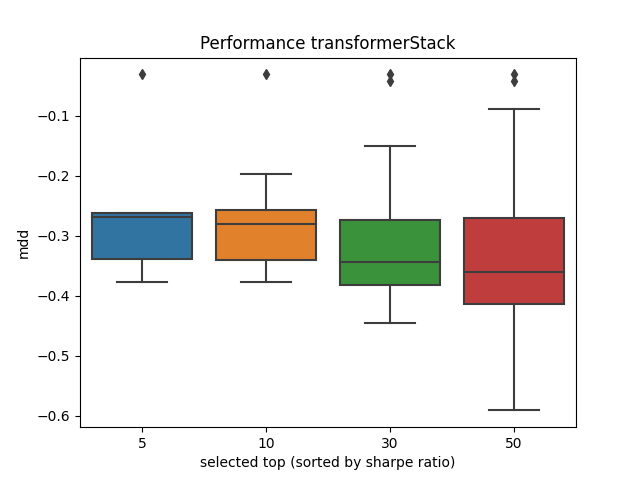 Performance transformerStack
mdd
−0.1
−0.2
−0.3
−0.4
−0.5
−0.6
5 10 30 50
selected top (sorted by sharpe ratio)